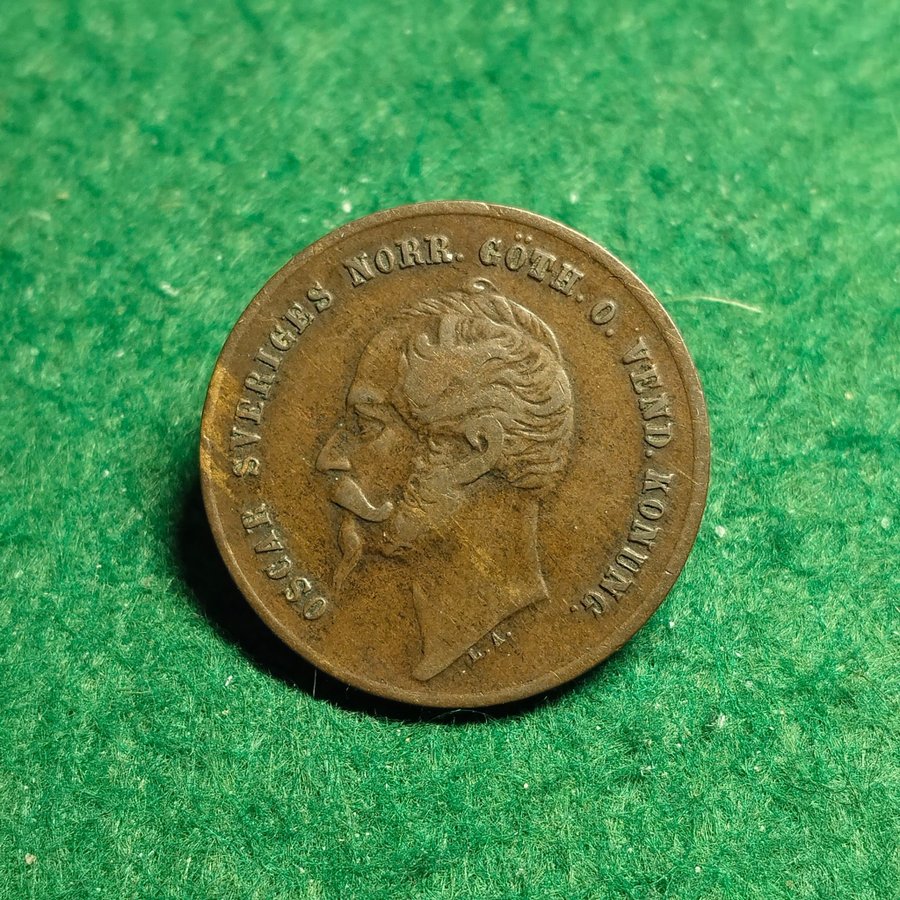 OSCAR SVERIGES NORR. GÖTH. O. VEND. KONUNG.
L. A.